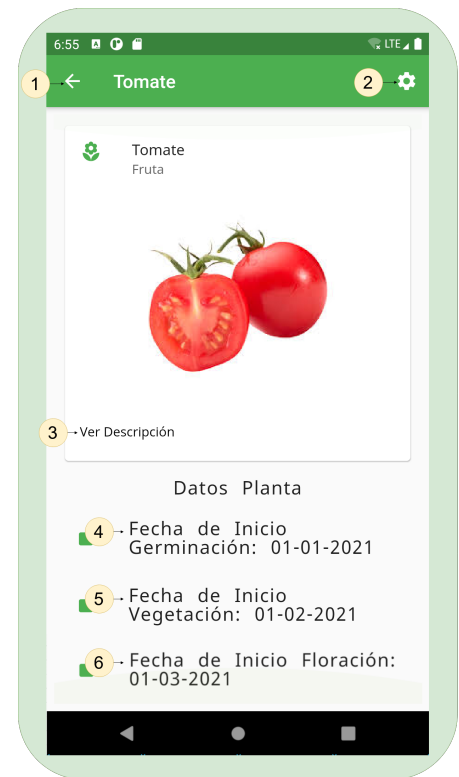 6:55 A LTE
1 Tomate 2
Tomate
Fruta
3 Ver Descripción
Datos Planta
4 Fecha de Inicio
Germinación: 01-01-2021
5 Fecha de Inicio
Vegetación: 01-02-2021
6 Fecha de Inicio Floración:
01-03-2021